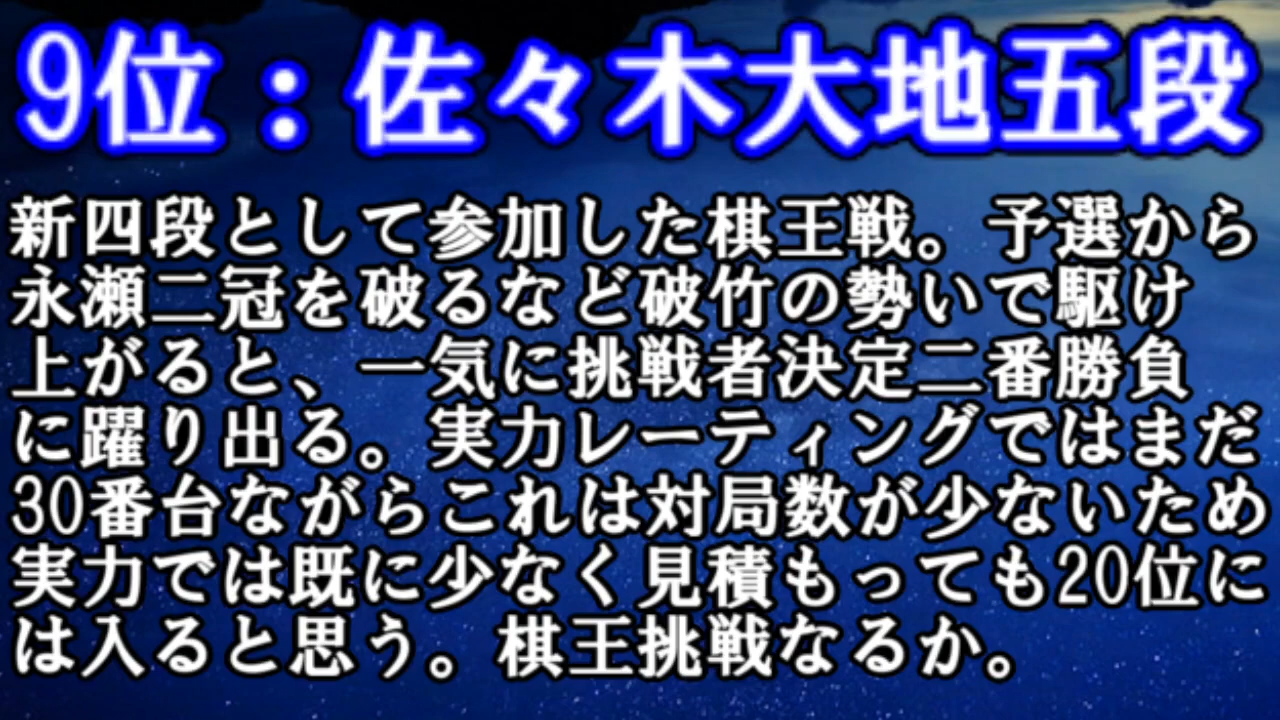 9位：佐々木大地五段
新四段として参加した棋王戦。予選から
永瀬二冠を破るなど破竹の勢いで駆け
上がると、一気に挑戦者決定二番勝負
に躍り出る。実力レーティングではまだ
30番台ながらこれは対局数が少ないため
実力では既に少なく見積もっても20位に
は入ると思う。棋王挑戦なるか。